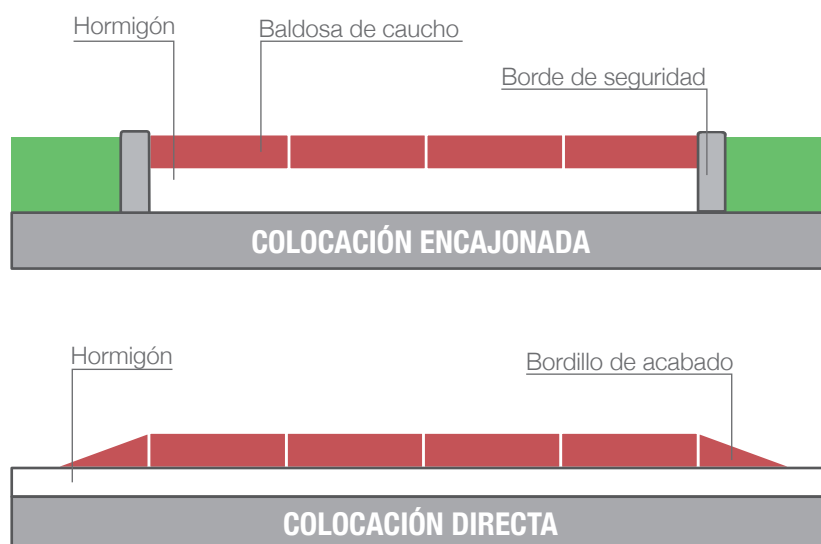 Hormigón
Baldosa de caucho
Borde de seguridad
COLOCACIÓN ENCAJONADA
Hormigón
Bordillo de acabado
COLOCACIÓN DIRECTA